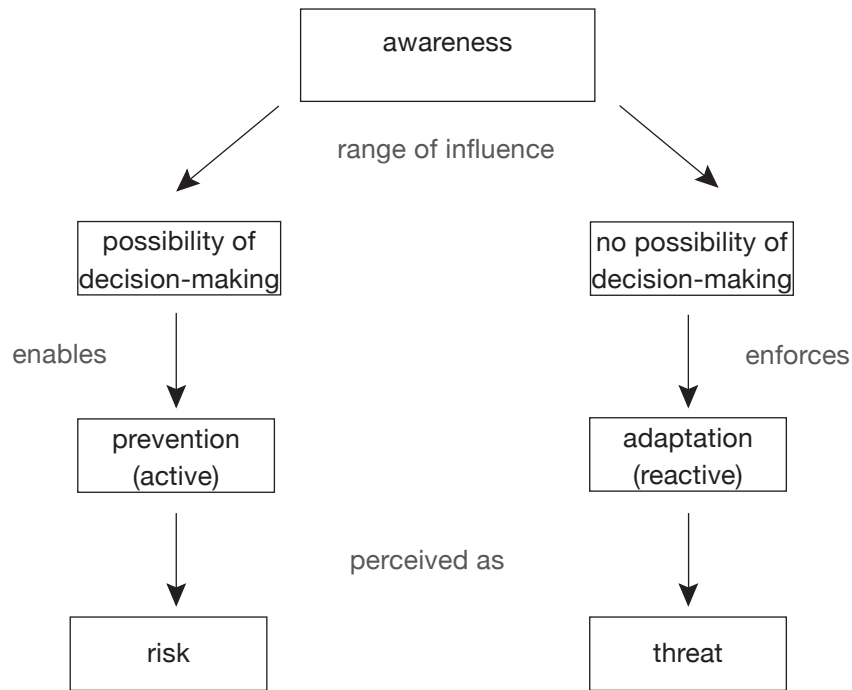 awareness
range of influence
possibility of
decision-making
no possibility of
decision-making
enables
enforces
prevention
(active)
adaptation
(reactive)
perceived as
risk
threat